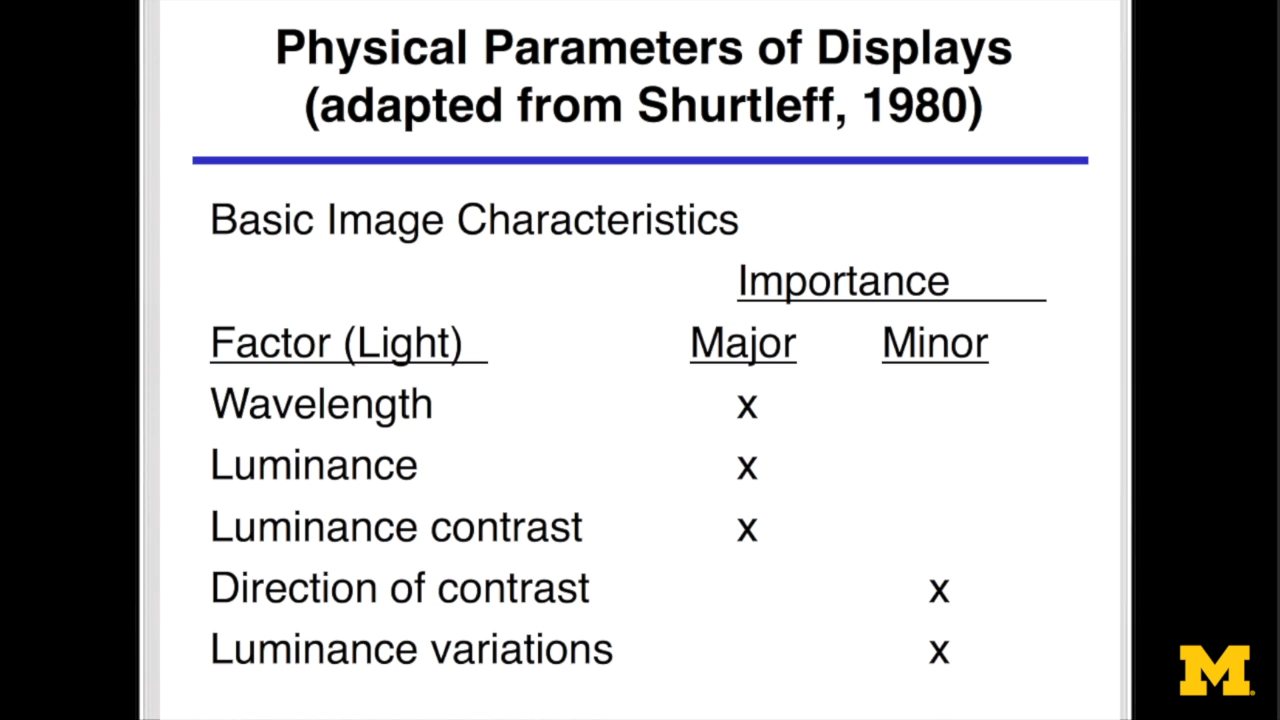 Physical Parameters of Displays
(adapted from Shurtleff, 1980)
Basic Image Characteristics
Importance
Factor (Light) Major Minor
Wavelength x
Luminance x
Luminance contrast x
Direction of contrast x
Luminance variations x
M